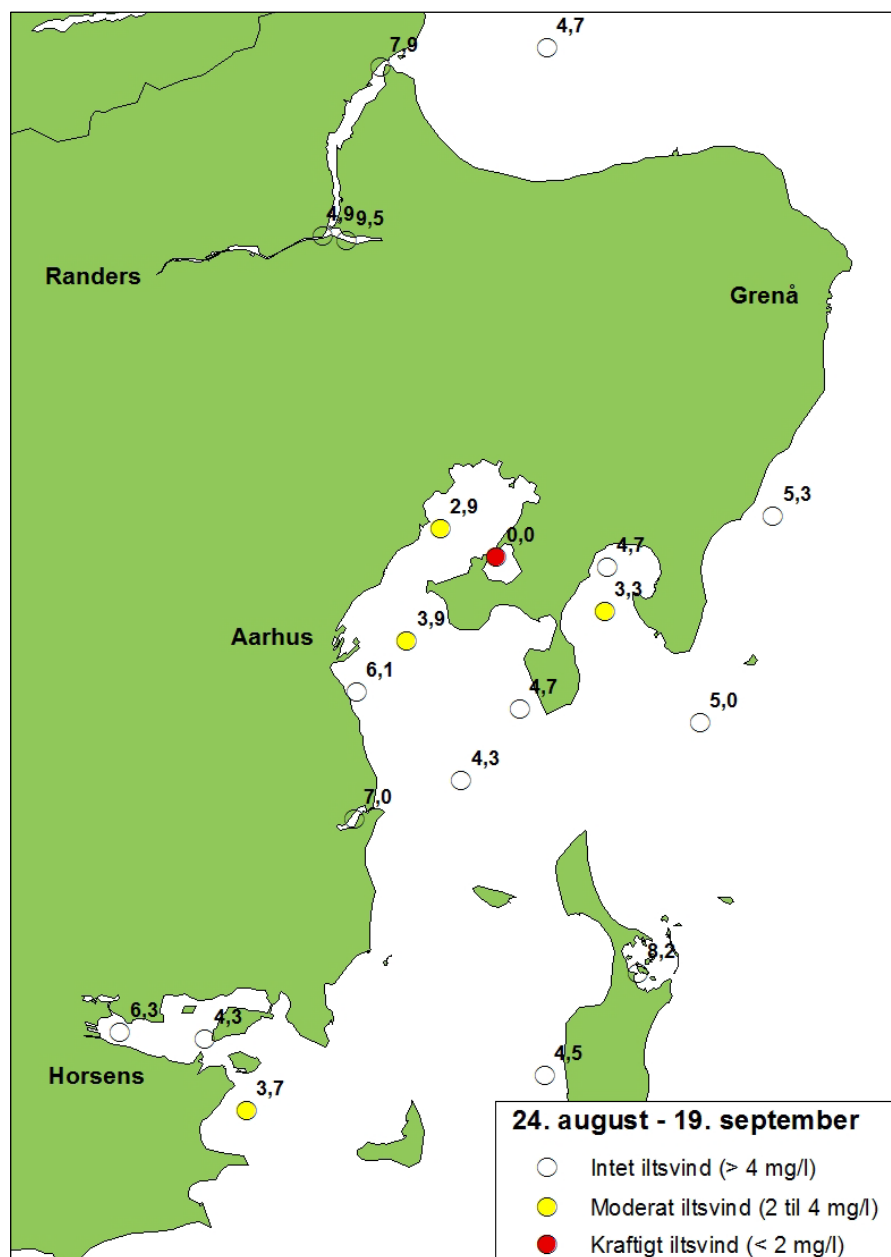 4,7
7,9
4,9 9,5
Randers
Grenå
5,3
2,9
0,0
4,7
3,3
3,9
Aarhus
6,1
4,7
5,0
4,3
7,0
8,2
6,3
4,3
4,5
Horsens
3,7
24. august - 19. september
Intet iltsvind (> 4 mg/l)
Moderat iltsvind (2 til 4 mg/l)
Kraftigt iltsvind (< 2 mg/l)